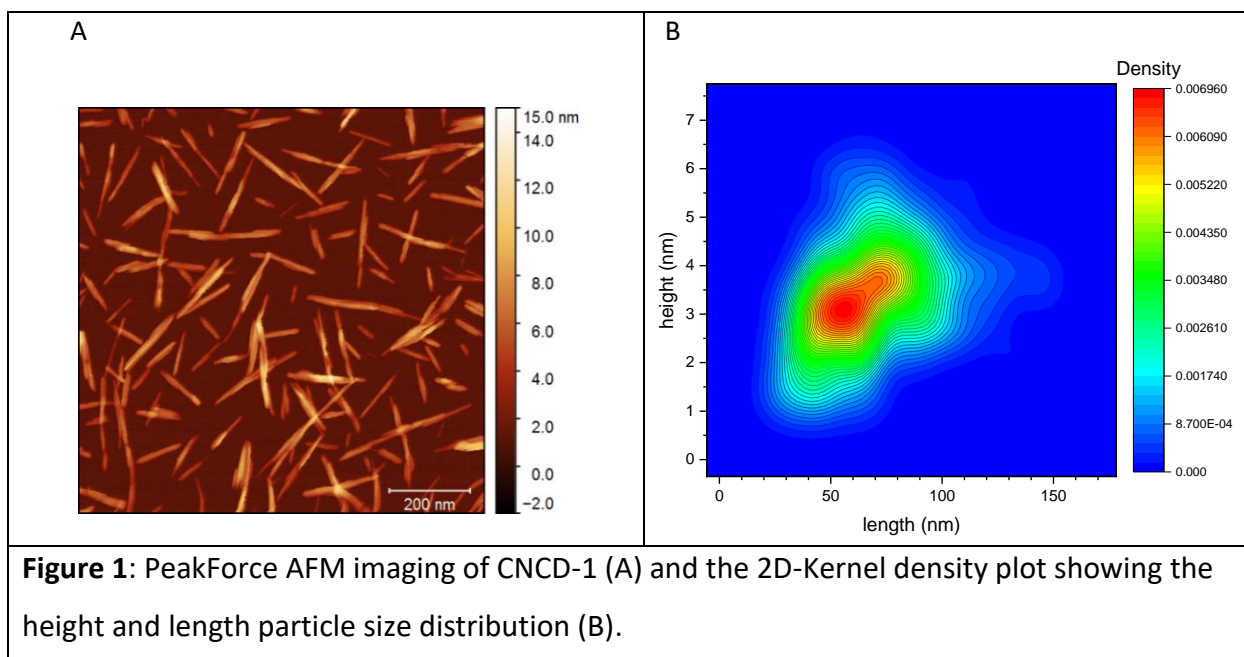 A
15.0 nm
14.0
12.0
10.0
8.0
6.0
4.0
2.0
0.0
−2.0
200 nm
B
Density
0.006960
0.006090
0.005220
0.004350
0.003480
0.002610
0.001740
8.700E-04
0.000
height (nm)
7
6
5
4
3
2
1
0
0 50 100 150
length (nm)
Figure 1: PeakForce AFM imaging of CNCD-1 (A) and the 2D-Kernel density plot showing the
height and length particle size distribution (B).